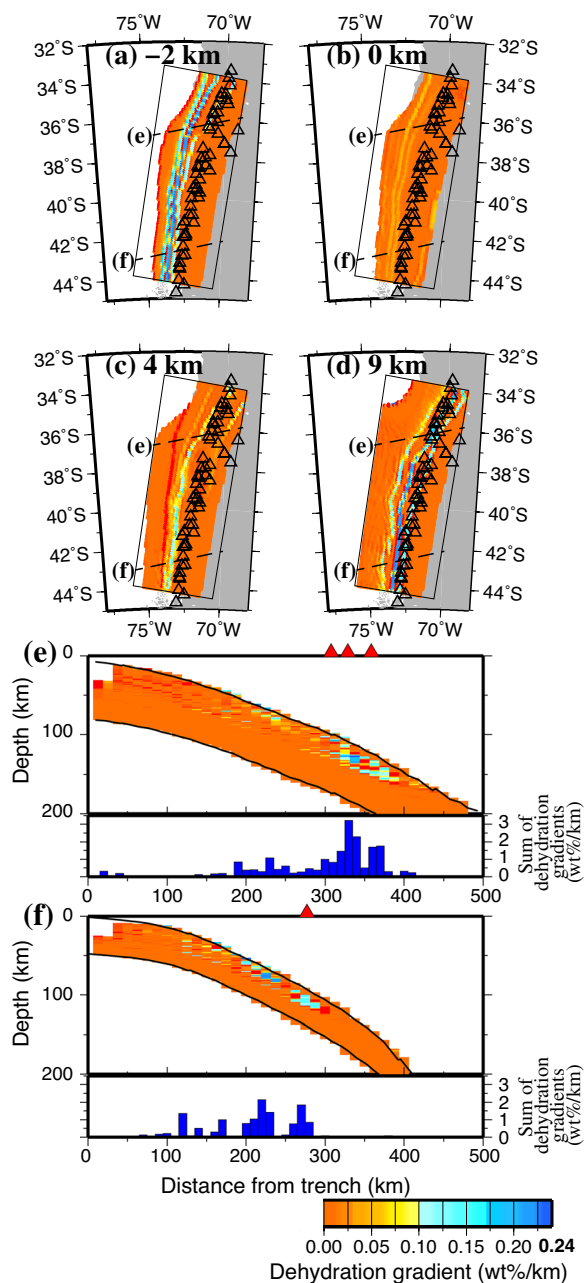 75˚W 70˚W 75˚W 70˚W
32˚S 32˚S
(a) −2 km (b) 0 km
34˚S 34˚S
36˚S 36˚S
(e) (e)
38˚S 38˚S
40˚S 40˚S
42˚S 42˚S
(f) (f)
44˚S 44˚S
32˚S 32˚S
(c) 4 km (d) 9 km
34˚S 34˚S
(e) (e)
36˚S 36˚S
38˚S 38˚S
40˚S 40˚S
42˚S 42˚S
(f) (f)
44˚S 44˚S
75˚W 70˚W 75˚W 70˚W
(e)
0
100
200
Depth (km)
3
2
1
0
Sum of
dehydration
gradients
(wt%/km)
0 100 200 300 400 500
(f)
0
100
200
Depth (km)
3
2
1
0
Sum of
dehydration
gradients
(wt%/km)
0 100 200 300 400 500
Distance from trench (km)
0.00 0.05 0.10 0.15 0.20 0.24
Dehydration gradient (wt%/km)